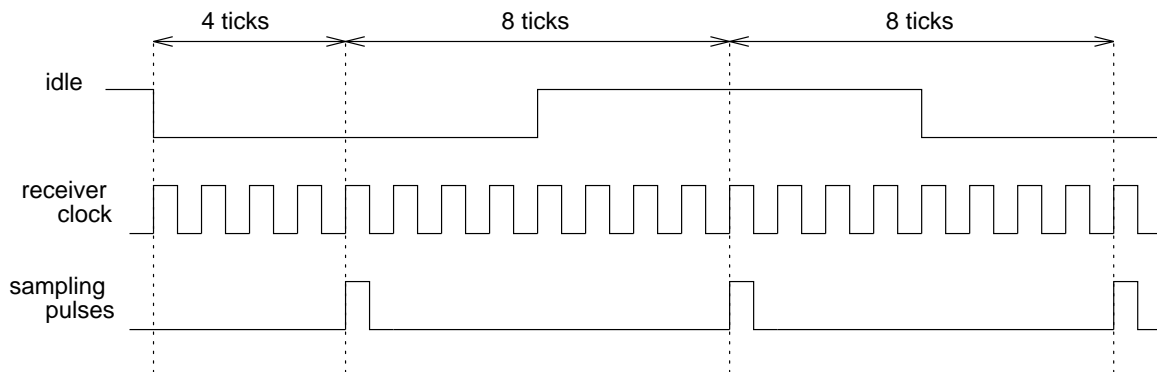 4 ticks
8 ticks
8 ticks
idle
receiver
clock
sampling
pulses